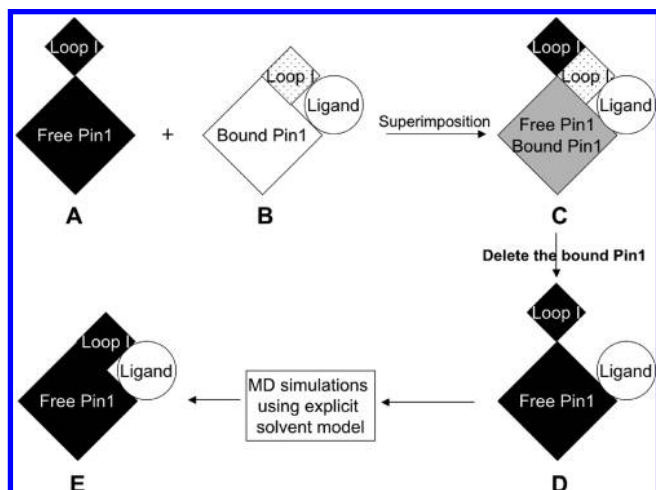 Loop I
Free Pin1
A
+
Loop I
Ligand
Bound Pin1
B
Superimposition
Loop I
Ligand
Free Pin1
Bound Pin1
C
Delete the bound Pin1
Loop I
Ligand
Free Pin1
D
MD simulations
using explicit
solvent model
Loop I
Ligand
Free Pin1
E